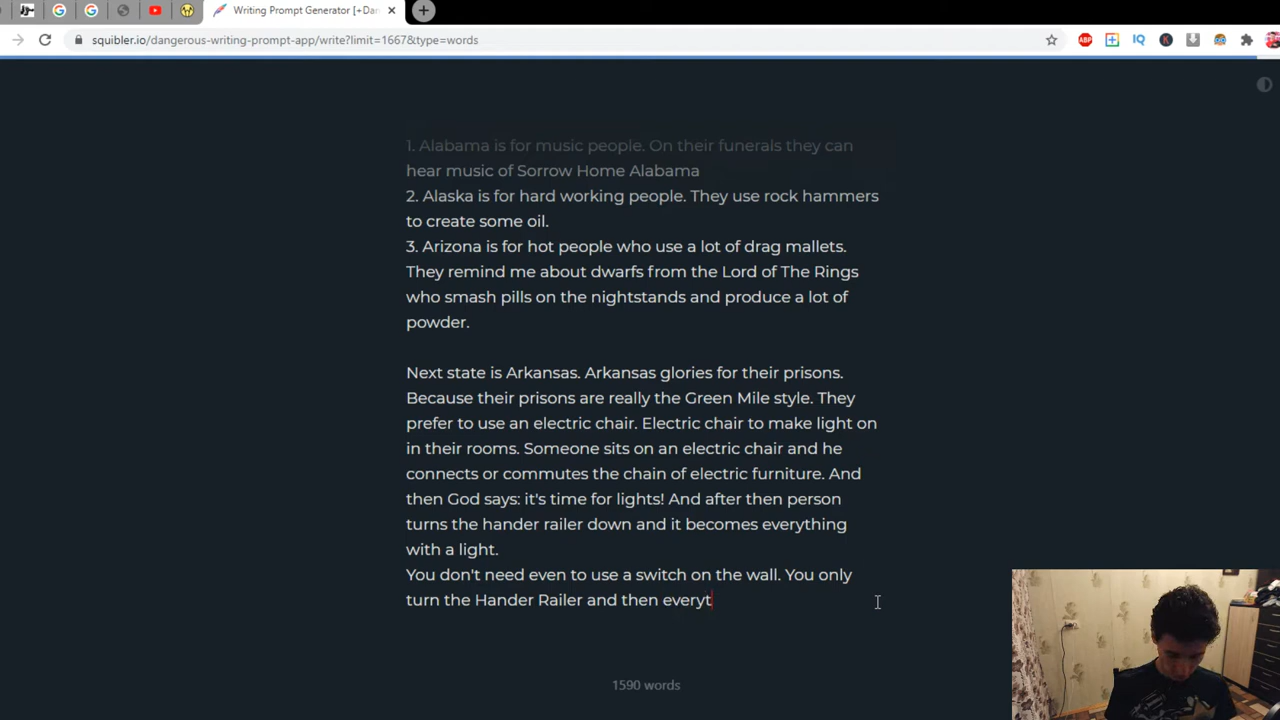 Writing Prompt Generator [+Dan
squibler.io/dangerous-writing-prompt-app/write?limit=1667&type=words
ABP
IQ
K
1. Alabama is for music people. On their funerals they can
hear music of Sorrow Home Alabama
2. Alaska is for hard working people. They use rock hammers
to create some oil.
3. Arizona is for hot people who use a lot of drag mallets.
They remind me about dwarfs from the Lord of The Rings
who smash pills on the nightstands and produce a lot of
powder.
Next state is Arkansas. Arkansas glories for their prisons.
Because their prisons are really the Green Mile style. They
prefer to use an electric chair. Electric chair to make light on
in their rooms. Someone sits on an electric chair and he
connects or commutes the chain of electric furniture. And
then God says: it's time for lights! And after then person
turns the hander railer down and it becomes everything
with a light.
You don't need even to use a switch on the wall. You only
turn the Hander Railer and then everyt
1590 words